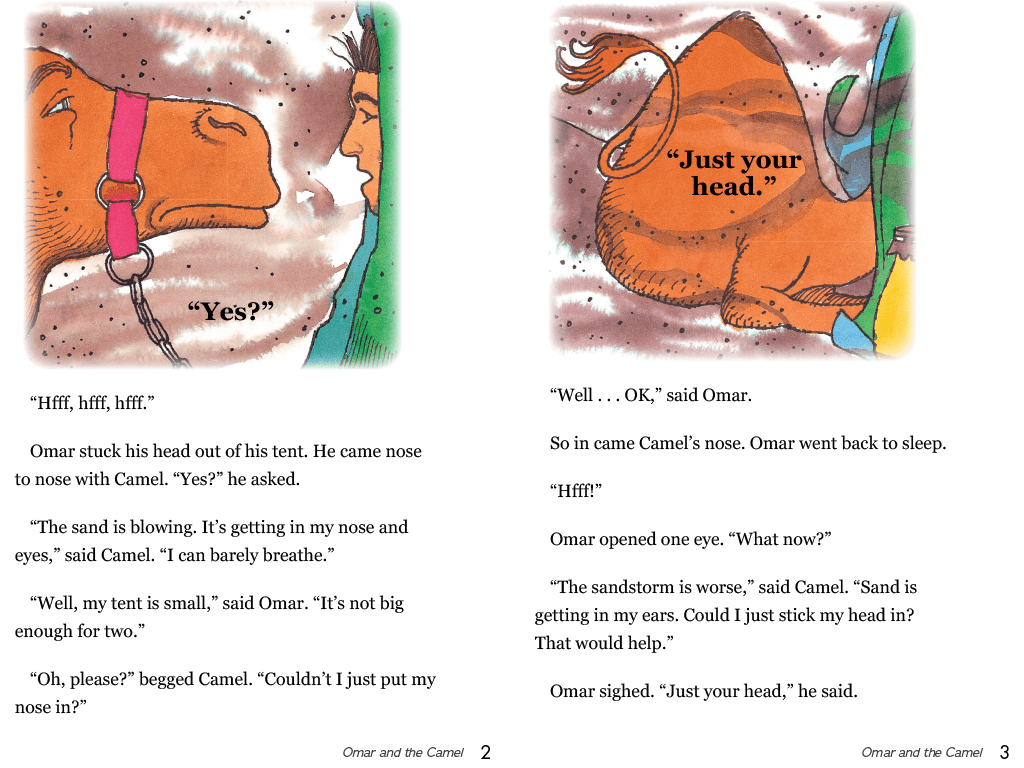 “Yes?”
“Hfff, hfff, hfff.”
Omar stuck his head out of his tent. He came nose
to nose with Camel. “Yes?” he asked.
“The sand is blowing. It’s getting in my nose and
eyes,” said Camel. “I can barely breathe.”
“Well, my tent is small,” said Omar. “It’s not big
enough for two.”
“Oh, please?” begged Camel. “Couldn’t I just put my
nose in?”
Omar and the Camel 2
“Just your
head.”
“Well . . . OK,” said Omar.
So in came Camel’s nose. Omar went back to sleep.
“Hfff!”
Omar opened one eye. “What now?”
“The sandstorm is worse,” said Camel. “Sand is
getting in my ears. Could I just stick my head in?
That would help.”
Omar sighed. “Just your head,” he said.
Omar and the Camel 3